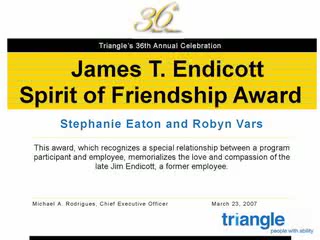 36
Triangle's 36th Annual Celebration
James T. Endicott
Spirit of Friendship Award
Stephanie Eaton and Robyn Vars
This award, which recognizes a special relationship between a program
participant and employee, memorializes the love and compassion of the
late Jim Endicott, a former employee.
Michael A. Rodrigues, Chief Executive Officer March 23, 2007
triangle
people with ability